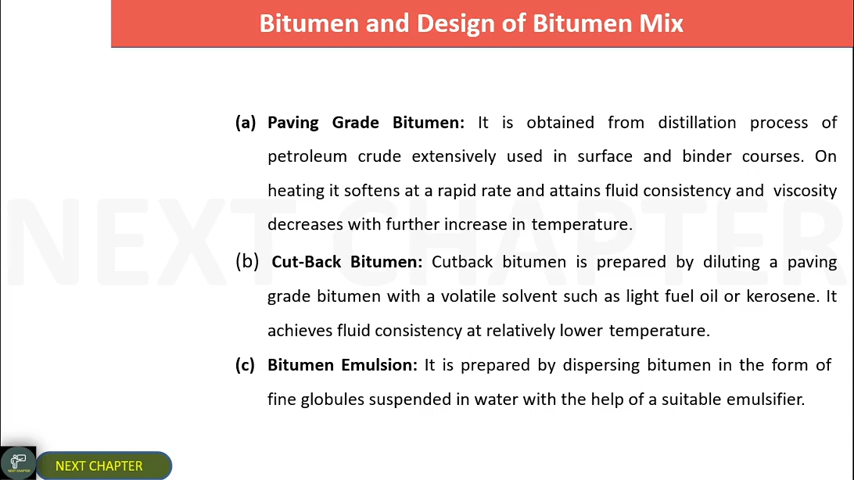 Bitumen and Design of Bitumen Mix
(a) Paving Grade Bitumen: It is obtained from distillation process of
petroleum crude extensively used in surface and binder courses. On
heating it softens at a rapid rate and attains fluid consistency and viscosity
decreases with further increase in temperature.
(b) Cut-Back Bitumen: Cutback bitumen is prepared by diluting a paving
grade bitumen with a volatile solvent such as light fuel oil or kerosene. It
achieves fluid consistency at relatively lower temperature.
(c) Bitumen Emulsion: It is prepared by dispersing bitumen in the form of
fine globules suspended in water with the help of a suitable emulsifier.
NEXT CHAPTER
NEXT CHAPTER
NEXT CHAPTER